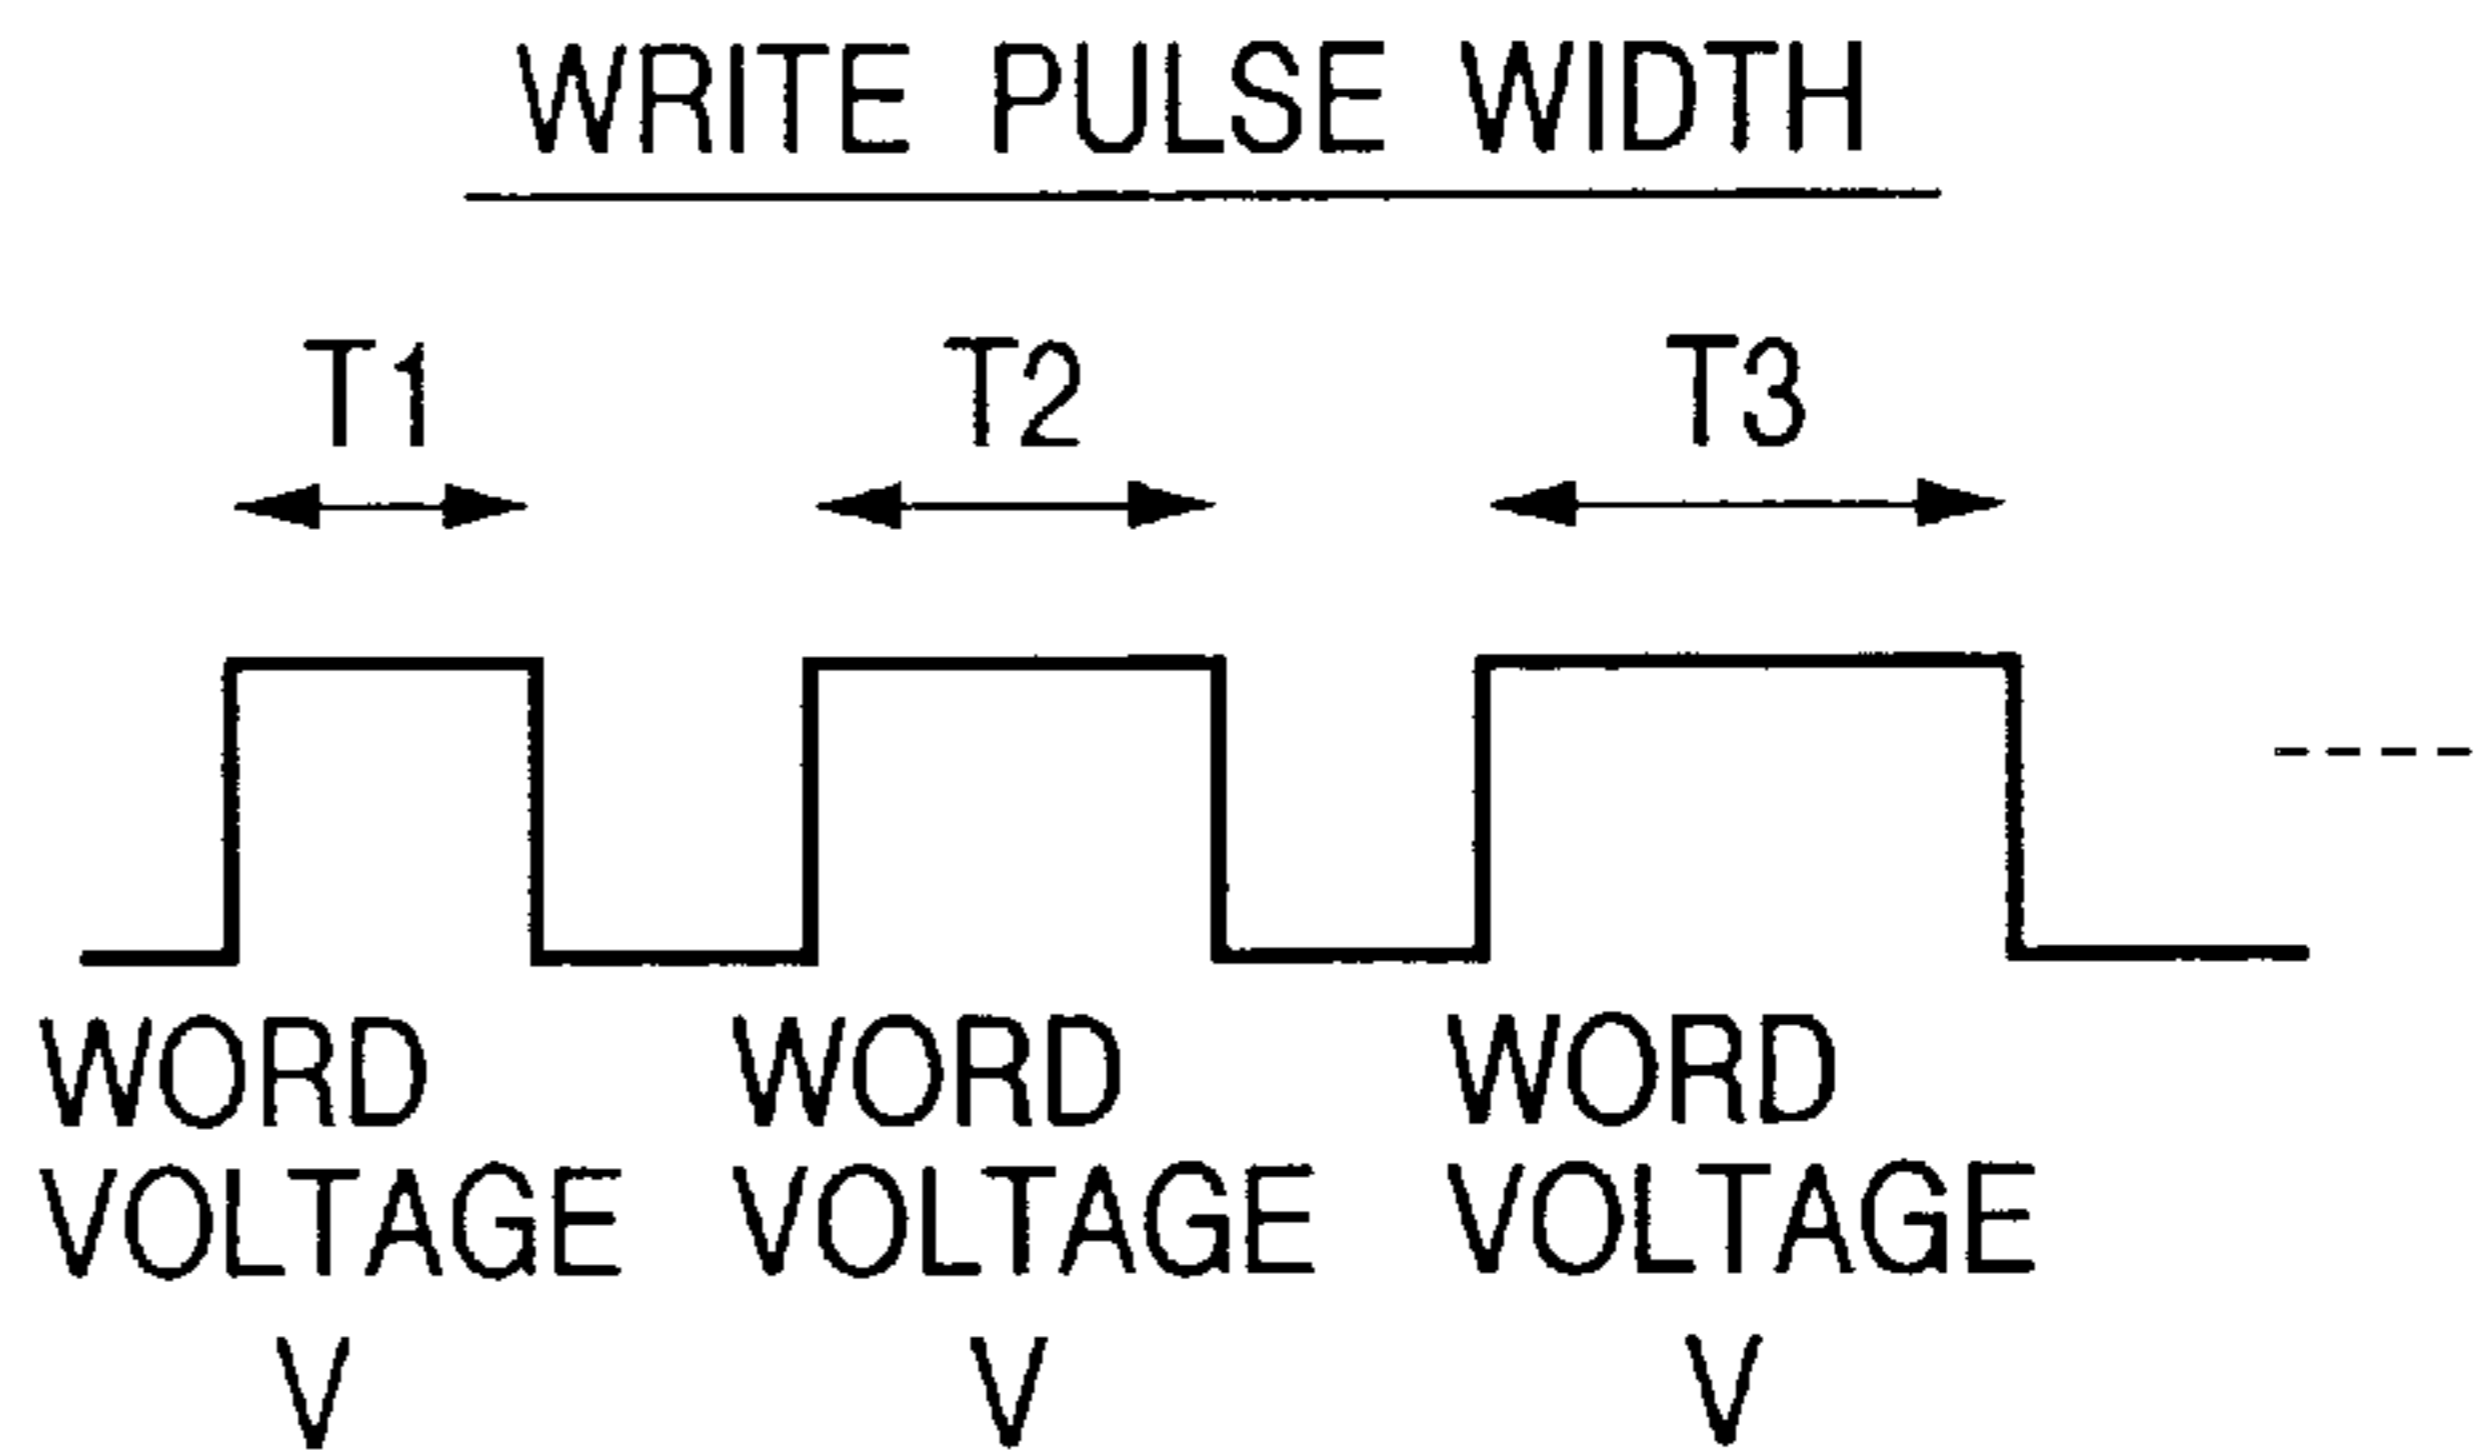 WRITE PULSE WIDTH
T1 T2 T3
WORD WORD WORD
VOLTAGE VOLTAGE VOLTAGE
V V V